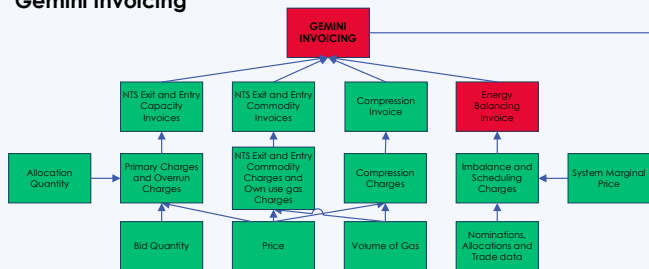 Gemini Invoicing
GEMINI
INVOICING
NTS Exit and Entry
Capacity
Invoices
NTS Exit and Entry
Commodity
Invoices
Compression
Invoice
Energy
Balancing
Invoice
Allocation
Quantity
Primary Charges
and Overrun
Charges
NTS Exit and Entry
Commodity
Charges and
Own use gas
Charges
Compression
Charges
Imbalance and
Scheduling
Charges
System Marginal
Price
Bid Quantity
Price
Volume of Gas
Nominations,
Allocations and
Trade data